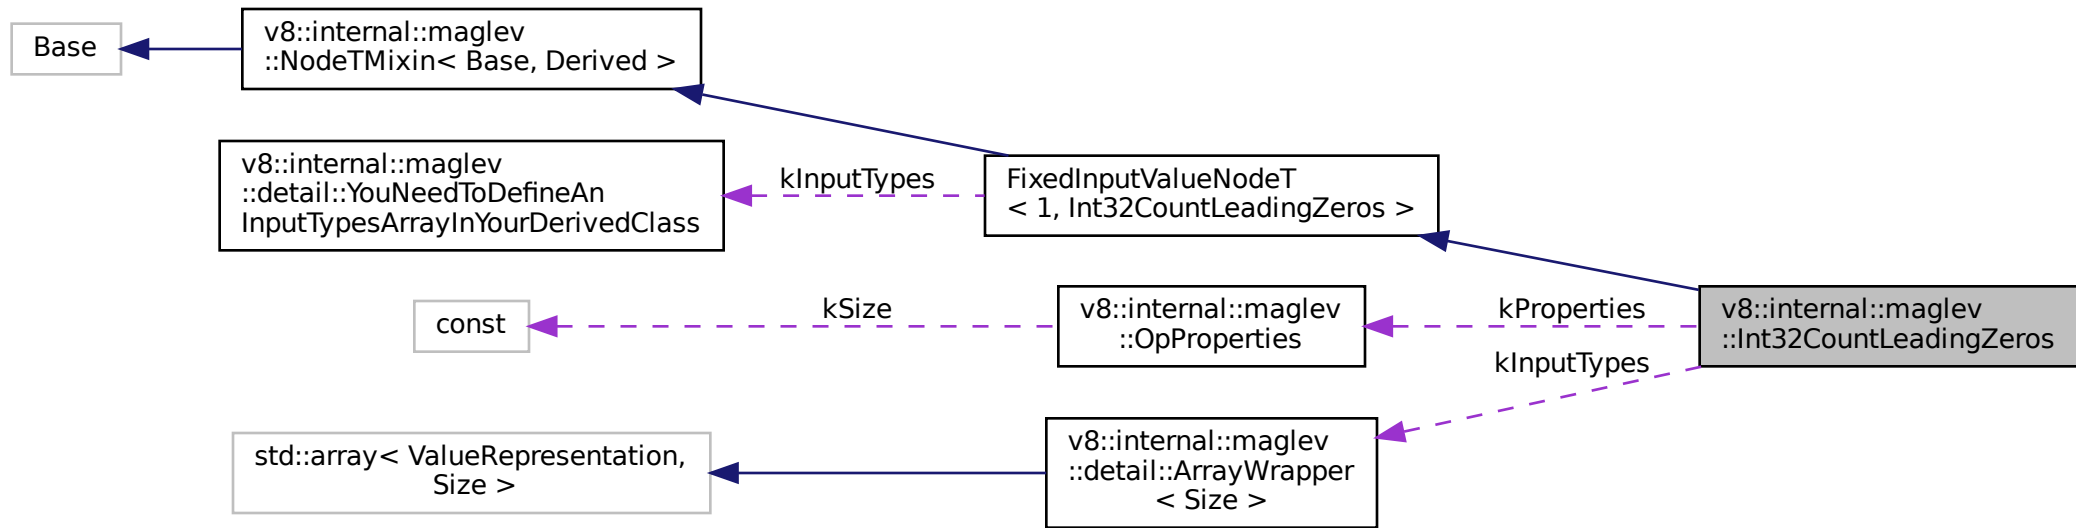 Base
v8::internal::maglev
::NodeTMixin< Base, Derived >
v8::internal::maglev
::detail::YouNeedToDefineAn
InputTypesArrayInYourDerivedClass
kInputTypes
FixedInputValueNodeT
< 1, Int32CountLeadingZeros >
const
kSize
v8::internal::maglev
::OpProperties
kProperties
v8::internal::maglev
::Int32CountLeadingZeros
kInputTypes
std::array< ValueRepresentation,
Size >
v8::internal::maglev
::detail::ArrayWrapper
< Size >